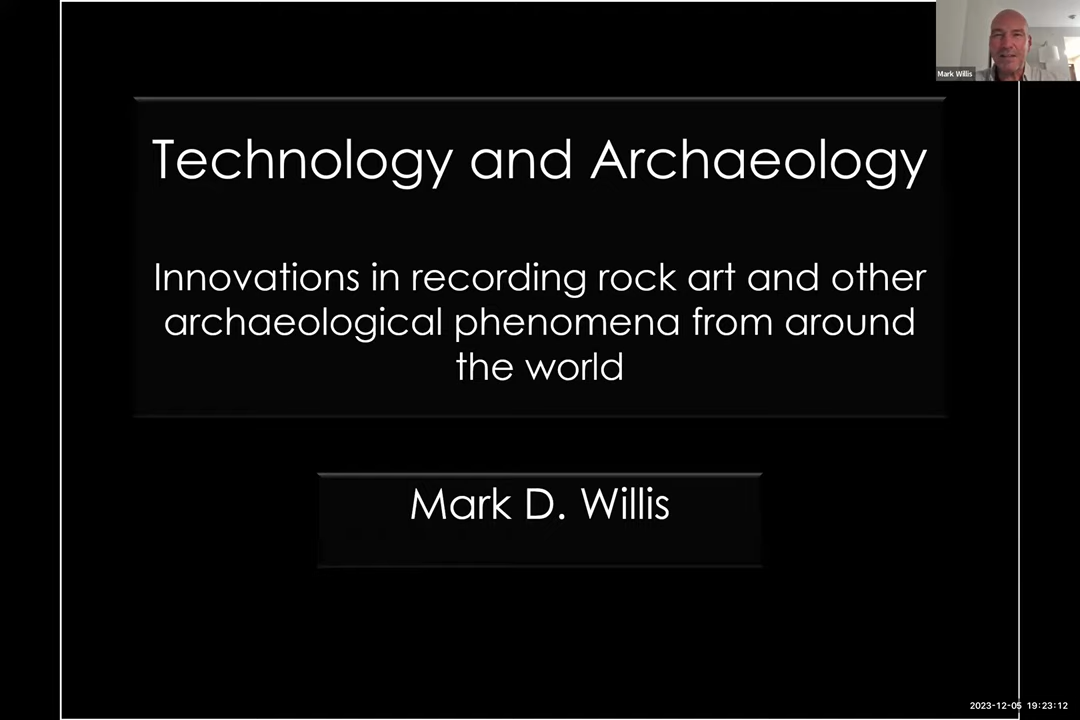 Mark Willis
Technology and Archaeology
Innovations in recording rock art and other
archaeological phenomena from around
the world
Mark D. Willis
2023-12-05 19:23:12